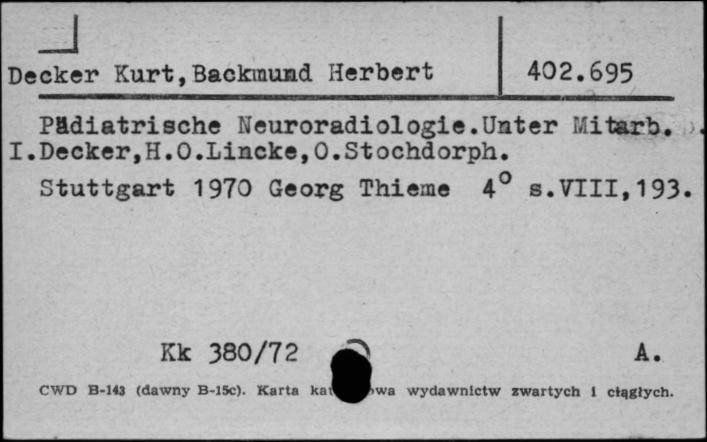 Decker Kurt,Backmund Herbert 402.695
Pädiatrische Neuroradiologie.Unter Mitarb.
I.Decker,H.O.Lincke,O.Stochdorph.
Stuttgart 1970 Georg Thieme 4° s.VIII,193.
Kk 380/72 A.
CWD B-143 (dawny B-15c). Karta wydawnictw zwartych i ciągłych.